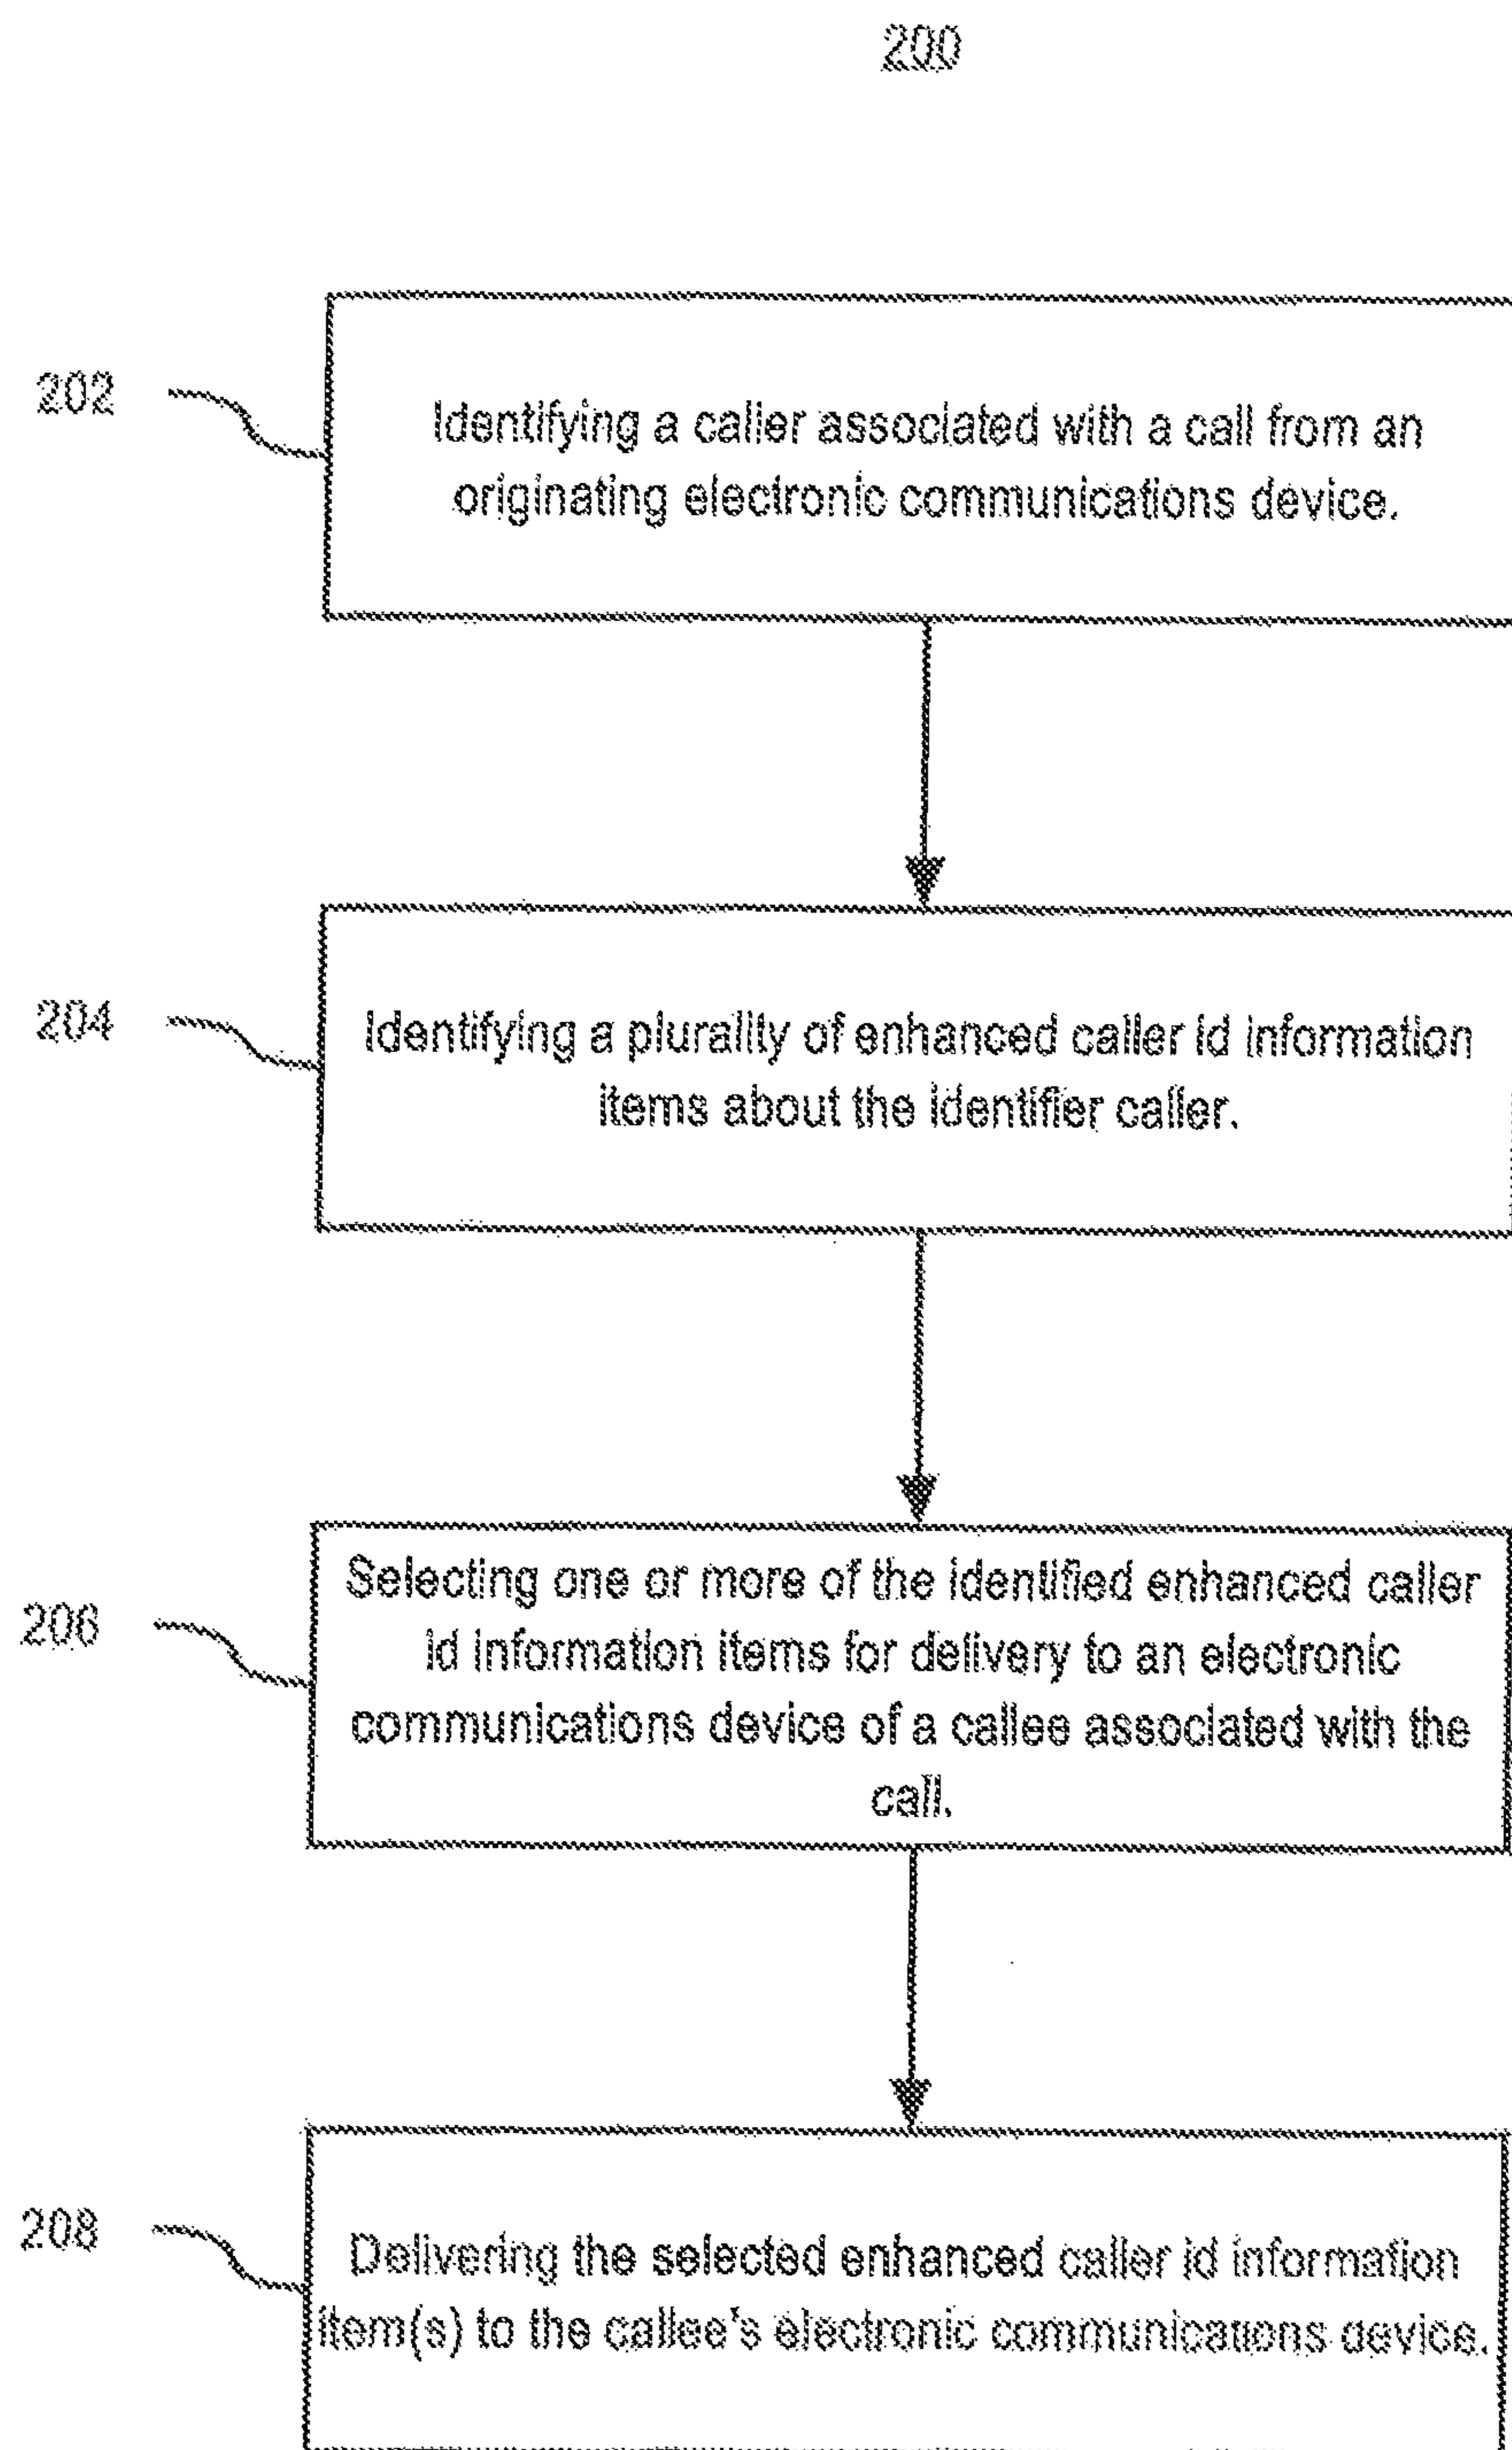 200
202
Identifying a caller associated with a call from an
originating electronic communications device.
204
Identifying a plurality of enhanced caller id information
items about the identifier caller.
206
Selecting one or more of the identified enhanced caller
id information items for delivery to an electronic
communications device of a callee associated with the
call.
208
Delivering the selected enhanced caller id information
item(s) to the callee's electronic communications device.